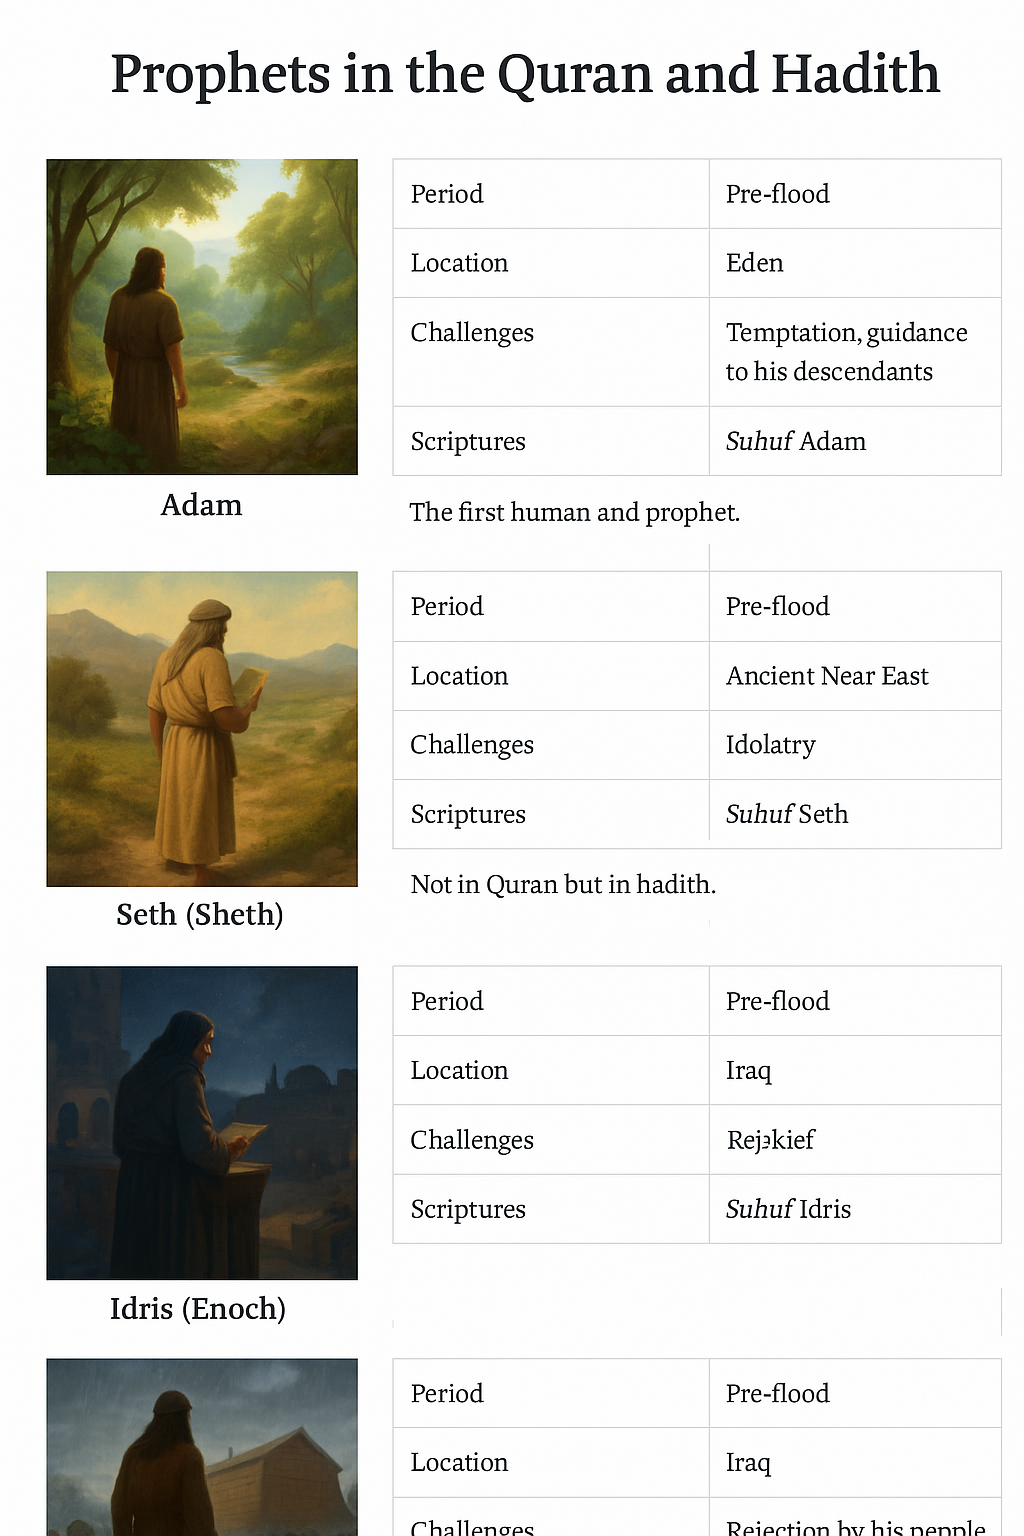 Prophets in the Quran and Hadith
Period Pre-flood
Location Eden
Challenges Temptation, guidance
to his descendants
Scriptures Suhuf Adam
Adam
The first human and prophet.
Period Pre-flood
Location Ancient Near East
Challenges Idolatry
Scriptures Suhuf Seth
Not in Quran but in hadith.
Seth (Sheth)
Period Pre-flood
Location Iraq
Challenges
Scriptures Suhuf Idris
Idris (Enoch)
Period Pre-flood
Location Iraq
Challenges Rejection by his pepple